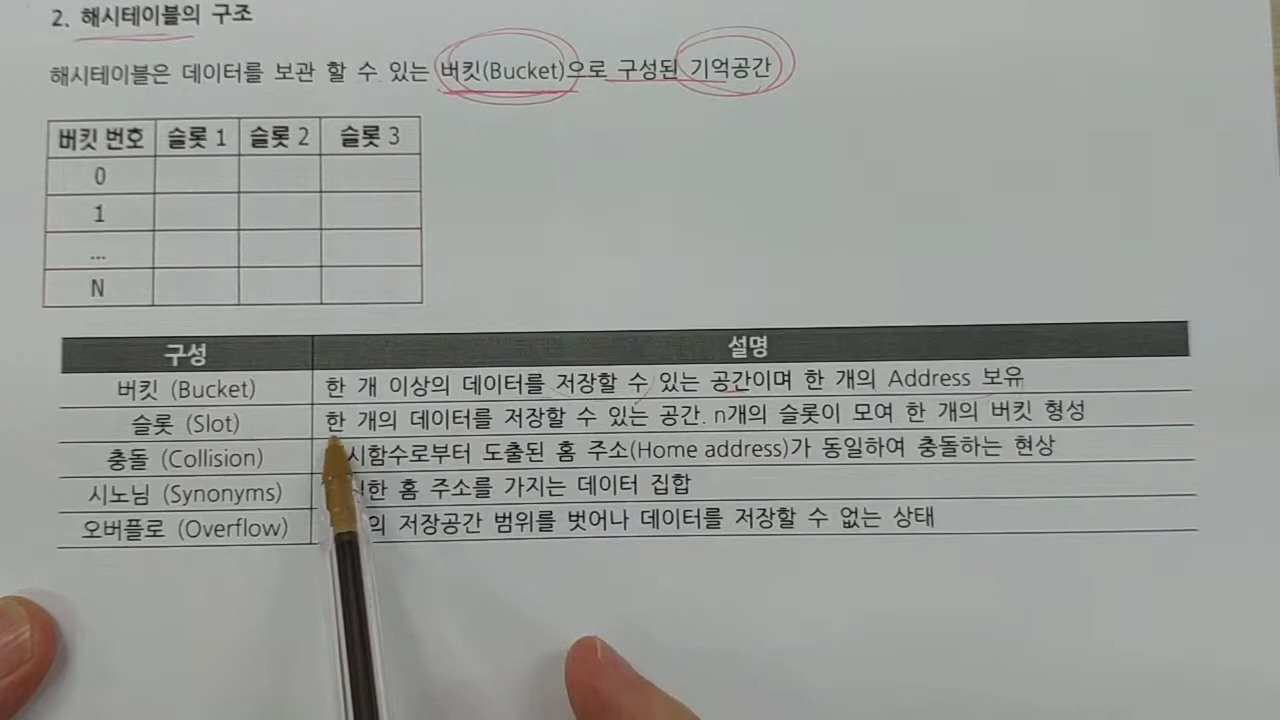 2. 해시테이블의 구조
해시테이블은 데이터를 보관 할 수 있는 버킷(Bucket)으로 구성된 기억공간
버킷 번호 슬롯 1 슬롯 2 슬롯 3
0
1
...
N
구성 설명
버킷 (Bucket) 한 개 이상의 데이터를 저장할 수 있는 공간이며 한 개의 Address 보유
슬롯 (Slot) 한 개의 데이터를 저장할 수 있는 공간. n개의 슬롯이 모여 한 개의 버킷 형성
충돌 (Collision) 시함수로부터 도출된 홈 주소(Home address)가 동일하여 충돌하는 현상
시노님 (Synonyms) 한 홈 주소를 가지는 데이터 집합
오버플로 (Overflow) 의 저장공간 범위를 벗어나 데이터를 저장할 수 없는 상태